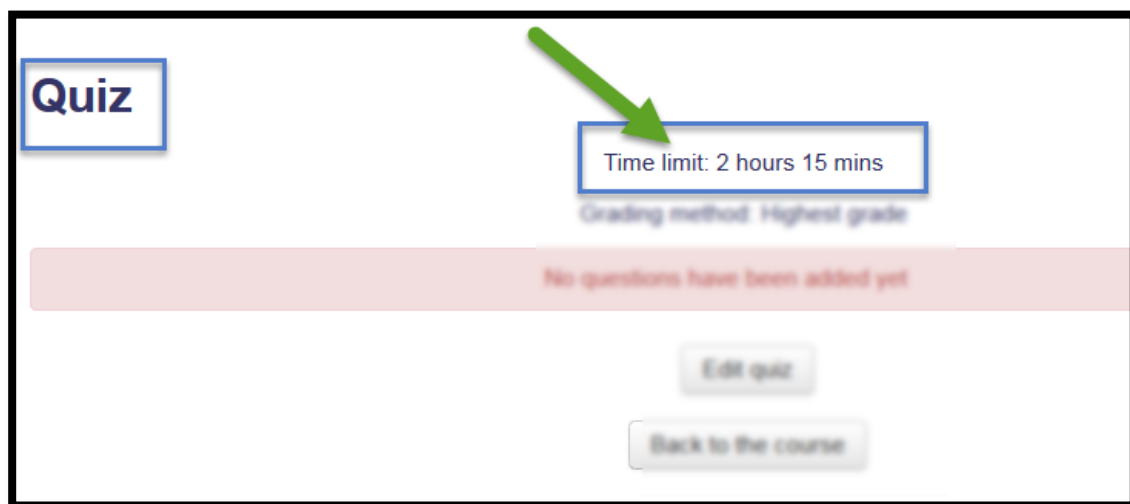 Quiz
Time limit: 2 hours 15 mins
Grading method: Highest grade
No questions have been added yet
Edit quiz
Back to the course